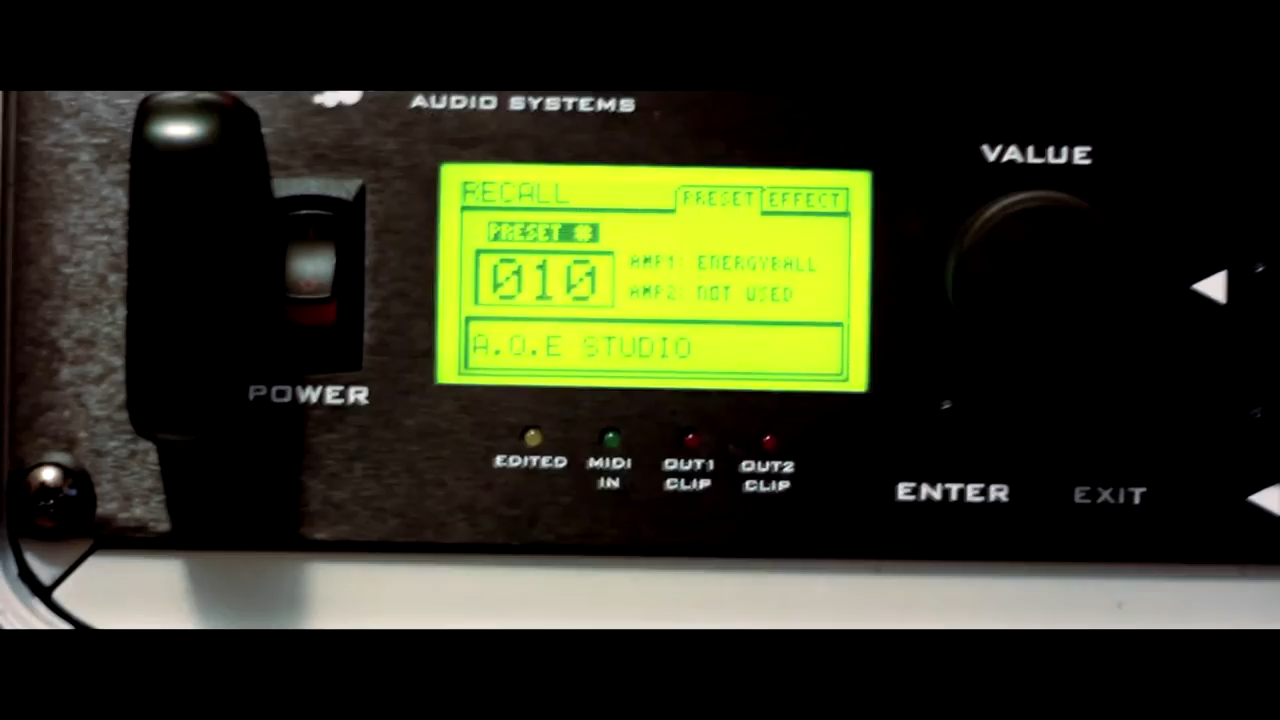 AUDIO SYSTEMS
VALUE
RECALL
PRESET EFFECT
PRESET #
010
AMP1: ENERGYBALL
AMP2: NOT USED
A.O.E STUDIO
POWER
EDITED
MIDI IN
OUT1 CLIP
OUT2 CLIP
ENTER
EXIT